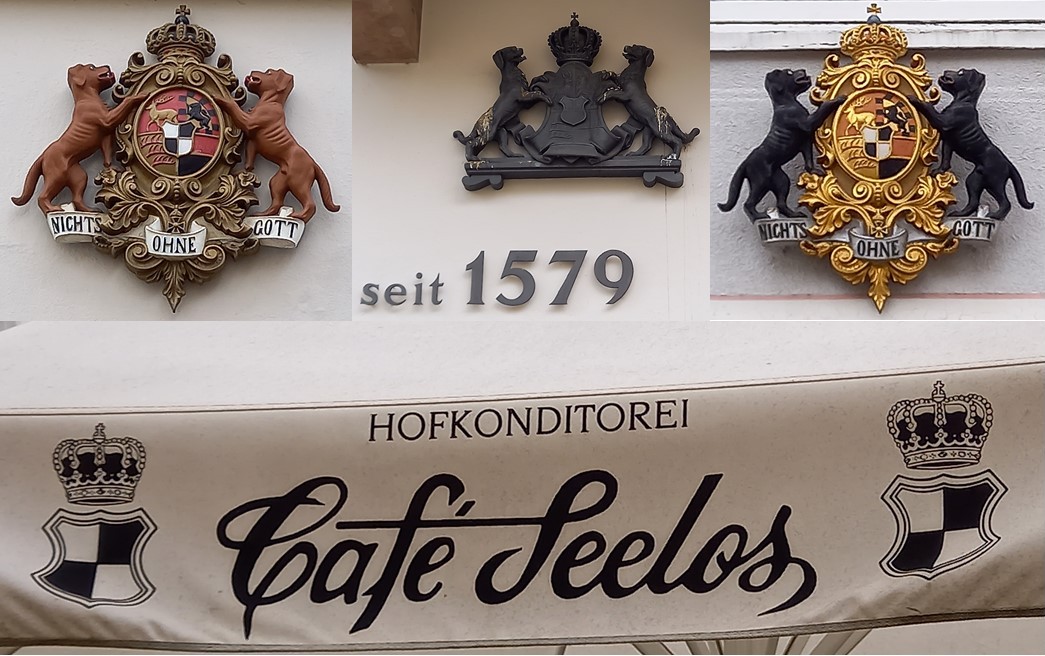 NICHTS OHNE GOTT
seit 1579
NICHTS OHNE GOTT
HOFKONDITOREI
Café Seelos